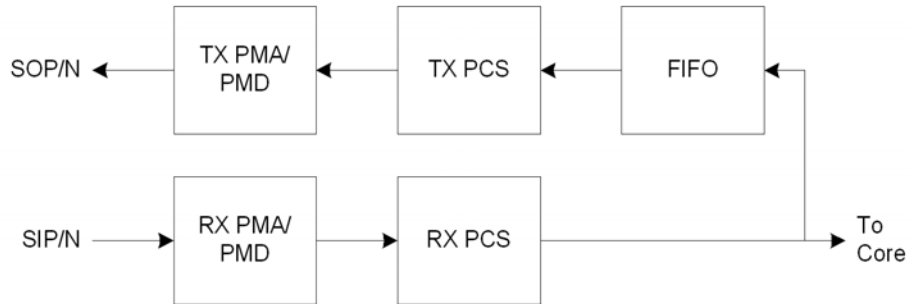 SOP/N
TX PMA/
PMD
TX PCS
FIFO
SIP/N
RX PMA/
PMD
RX PCS
To
Core